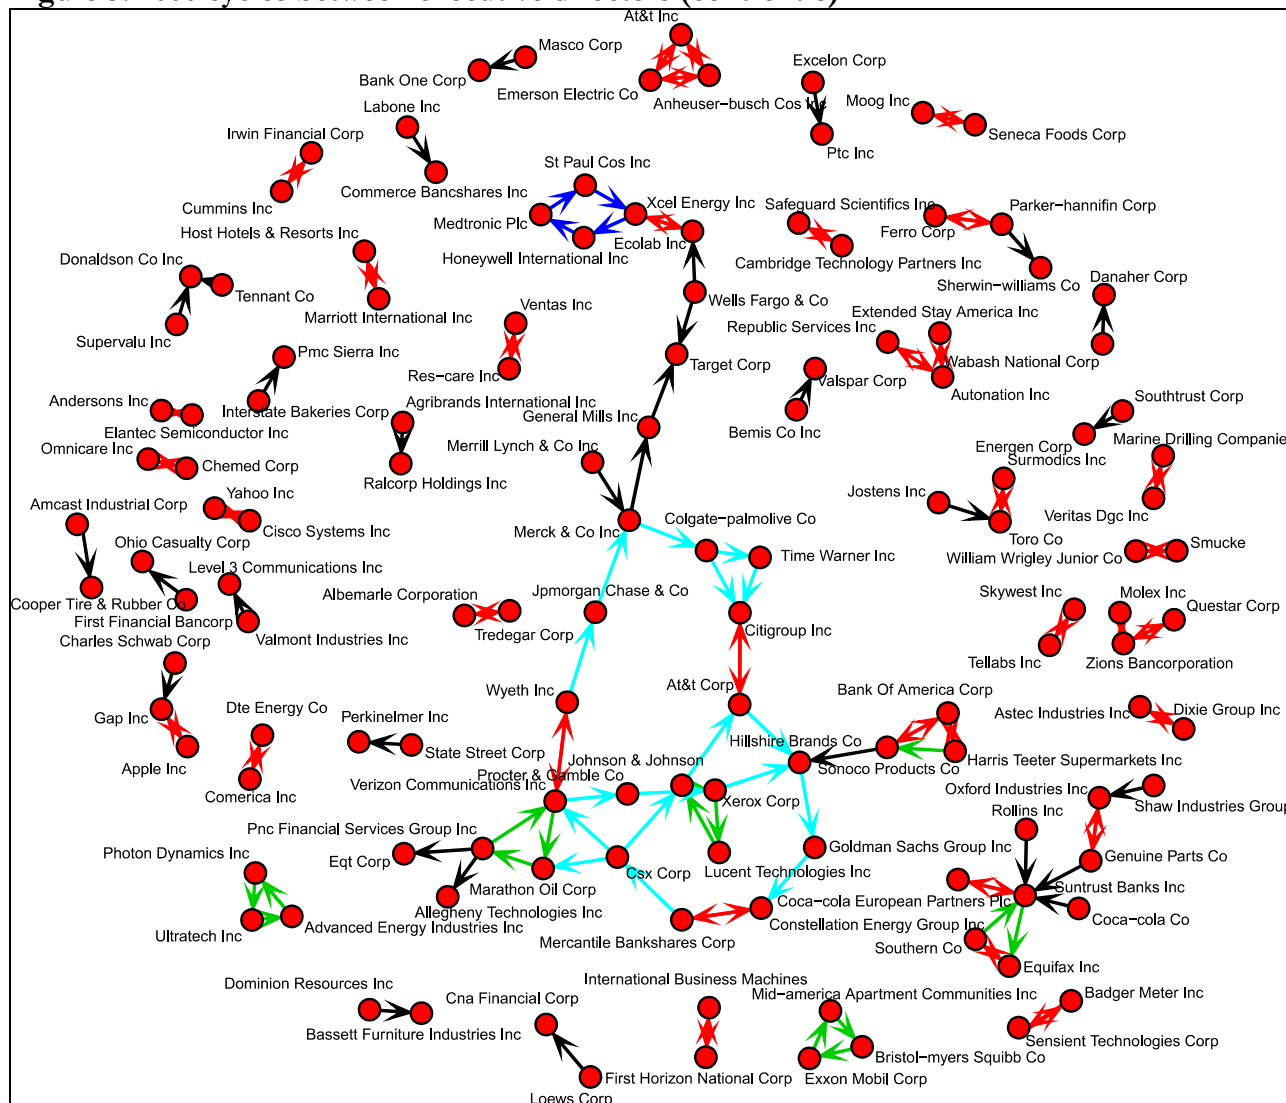 At&t Inc
Masco Corp
Bank One Corp
Excelon Corp
Emerson Electric Co
Anheuser−busch Cos Inc
Moog Inc
Labone Inc
Seneca Foods Corp
Irwin Financial Corp
Ptc Inc
St Paul Cos Inc
Commerce Bancshares Inc
Cummins Inc
Medtronic Plc
Xcel Energy Inc
Safeguard Scientifics Inc
Parker−hannifin Corp
Ferro Corp
Host Hotels & Resorts Inc
Ecolab Inc
Honeywell International Inc
Cambridge Technology Partners Inc
Donaldson Co Inc
Danaher Corp
Sherwin−williams Co
Tennant Co
Wells Fargo & Co
Ventas Inc
Marriott International Inc
Extended Stay America Inc
Republic Services Inc
Supervalu Inc
Pmc Sierra Inc
Target Corp
Wabash National Corp
Res−care Inc
Valspar Corp
Autonation Inc
Southtrust Corp
Andersons Inc
Interstate Bakeries Corp
Agribrands International Inc
General Mills Inc
Bemis Co Inc
Elantec Semiconductor Inc
Energen Corp
Marine Drilling Companie
Omnicare Inc
Merrill Lynch & Co Inc
Surmodics Inc
Chemed Corp
Ralcorp Holdings Inc
Yahoo Inc
Jostens Inc
Amcast Industrial Corp
Veritas Dgc Inc
Cisco Systems Inc
Merck & Co Inc
Colgate−palmolive Co
Toro Co
Ohio Casualty Corp
Smucke
William Wrigley Junior Co
Time Warner Inc
Level 3 Communications Inc
Skywest Inc
Molex Inc
Albemarle Corporation
Jpmorgan Chase & Co
Questar Corp
Cooper Tire & Rubber Co
First Financial Bancorp
Citigroup Inc
Charles Schwab Corp
Valmont Industries Inc
Tredegar Corp
Tellabs Inc
Zions Bancorporation
Wyeth Inc
At&t Corp
Bank Of America Corp
Dte Energy Co
Gap Inc
Perkinelmer Inc
Astec Industries Inc
Dixie Group Inc
Apple Inc
State Street Corp
Hillshire Brands Co
Johnson & Johnson
Sonoco Products Co
Harris Teeter Supermarkets Inc
Procter & Gamble Co
Verizon Communications Inc
Comerica Inc
Oxford Industries Inc
Xerox Corp
Shaw Industries Group
Rollins Inc
Pnc Financial Services Group Inc
Photon Dynamics Inc
Goldman Sachs Group Inc
Genuine Parts Co
Eqt Corp
Lucent Technologies Inc
Csx Corp
Marathon Oil Corp
Suntrust Banks Inc
Coca−cola European Partners Plc
Allegheny Technologies Inc
Coca−cola Co
Advanced Energy Industries Inc
Constellation Energy Group Inc
Ultratech Inc
Mercantile Bankshares Corp
Southern Co
Equifax Inc
International Business Machines
Dominion Resources Inc
Mid−america Apartment Communities Inc
Badger Meter Inc
Cna Financial Corp
Bassett Furniture Industries Inc
Sensient Technologies Corp
Bristol−myers Squibb Co
First Horizon National Corp
Exxon Mobil Corp
Loews Corp